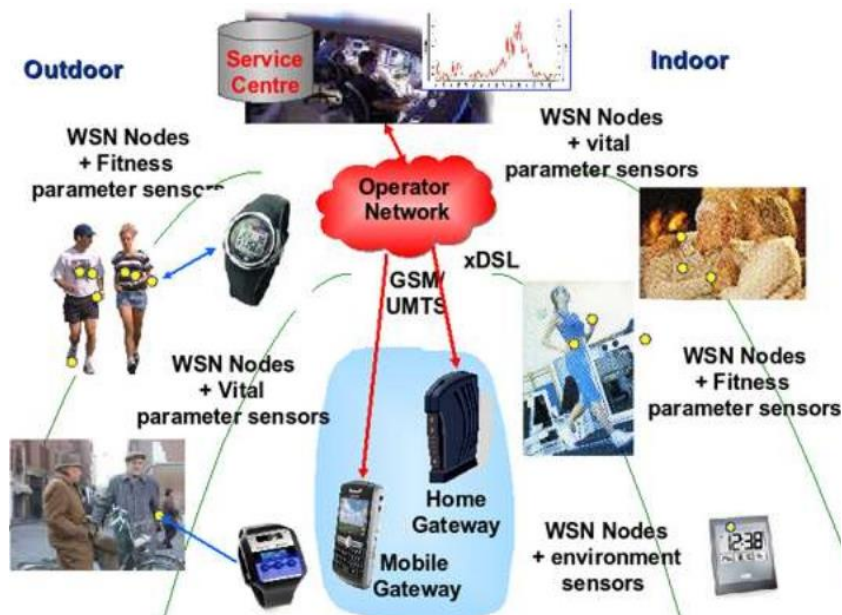 Outdoor
Service
Centre
Indoor
WSN Nodes
+ Fitness
parameter sensors
WSN Nodes
+ vital
parameter sensors
Operator
Network
GSM/
UMTS
xDSL
WSN Nodes
+ Vital
parameter sensors
WSN Nodes
+ Fitness
parameter sensors
Home
Gateway
Mobile
Gateway
WSN Nodes
+ environment
sensors
12:38